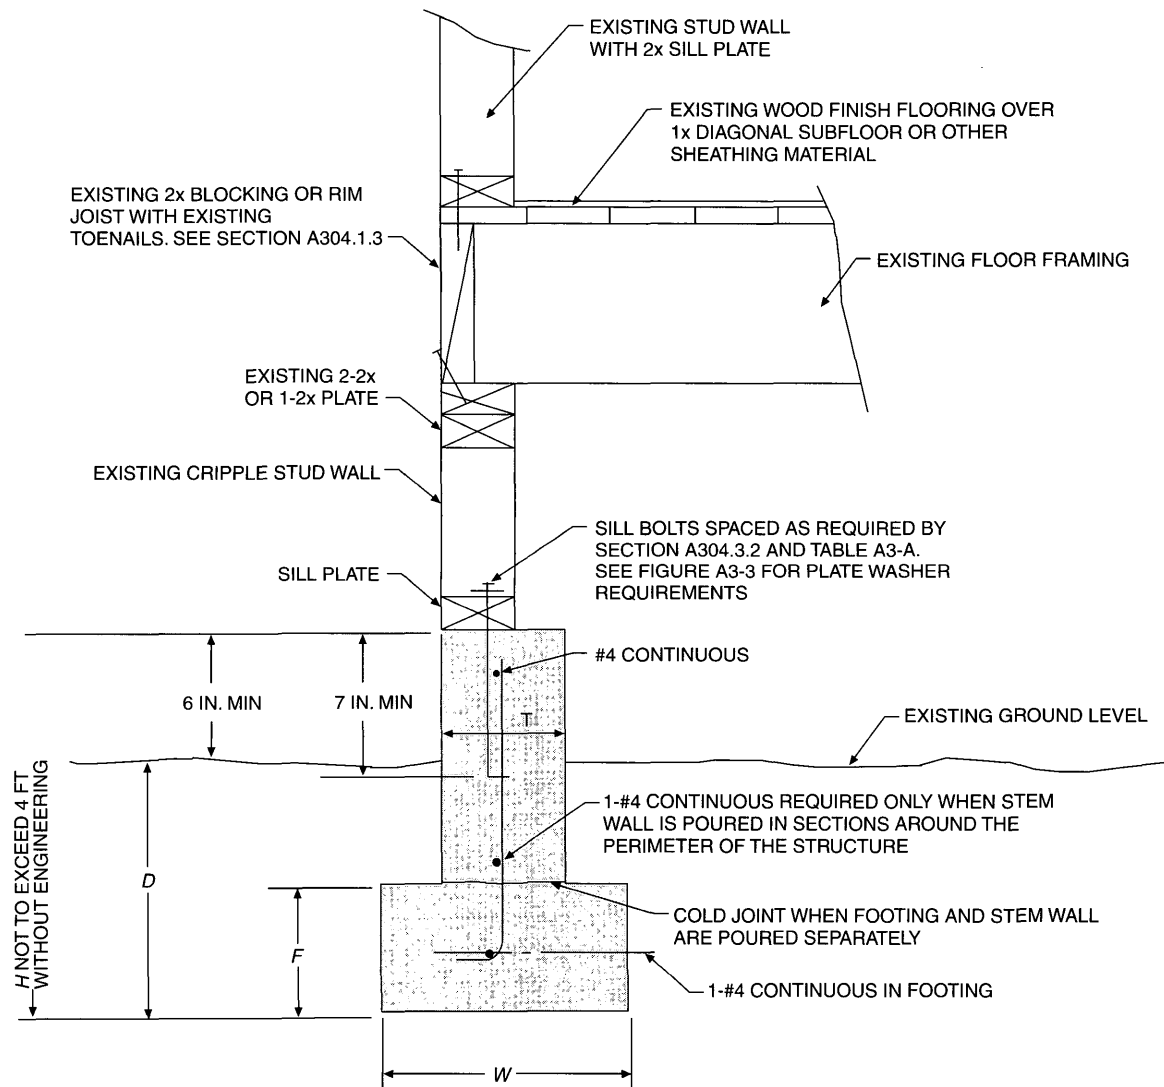 EXISTING STUD WALL
WITH 2x SILL PLATE
EXISTING WOOD FINISH FLOORING OVER
1x DIAGONAL SUBFLOOR OR OTHER
SHEATHING MATERIAL
EXISTING 2x BLOCKING OR RIM
JOIST WITH EXISTING
TOENAILS. SEE SECTION A304.1.3
EXISTING FLOOR FRAMING
EXISTING 2-2x
OR 1-2x PLATE
EXISTING CRIPPLE STUD WALL
SILL BOLTS SPACED AS REQUIRED BY
SECTION A304.3.2 AND TABLE A3-A.
SEE FIGURE A3-3 FOR PLATE WASHER
REQUIREMENTS
SILL PLATE
#4 CONTINUOUS
6 IN. MIN
7 IN. MIN
T
EXISTING GROUND LEVEL
1-#4 CONTINUOUS REQUIRED ONLY WHEN STEM
WALL IS POURED IN SECTIONS AROUND THE
PERIMETER OF THE STRUCTURE
H NOT TO EXCEED 4 FT
WITHOUT ENGINEERING
D
F
COLD JOINT WHEN FOOTING AND STEM WALL
ARE POURED SEPARATELY
1-#4 CONTINUOUS IN FOOTING
W